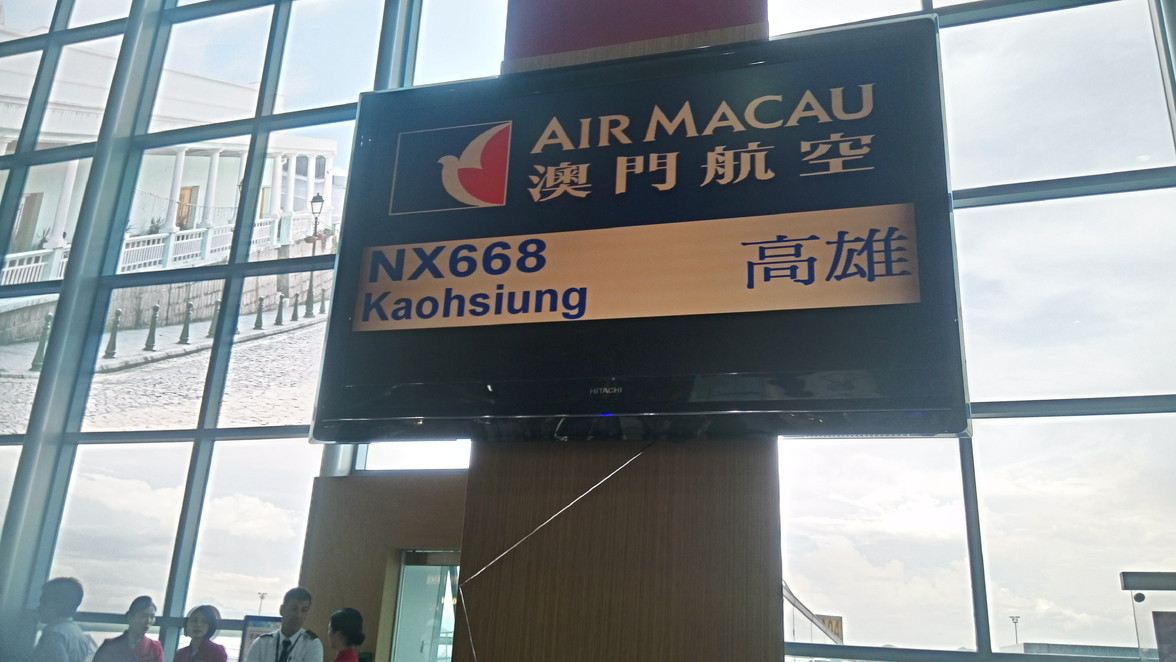 AIR MACAU
澳門航空
NX668
Kaohsiung
高雄
HITACHI